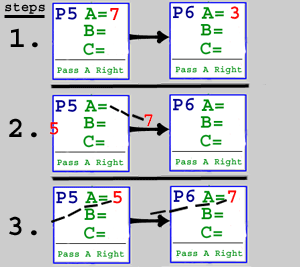 steps
1.
P5 A=7
B=
C=
Pass A Right
P6 A= 3
B=
C=
Pass A Right
2.
5
P5 A=
B=
C=
Pass A Right
7
P6 A=
B=
C=
Pass A Right
3.
P5 A=5
B=
C=
Pass A Right
P6 A=7
B=
C=
Pass A Right